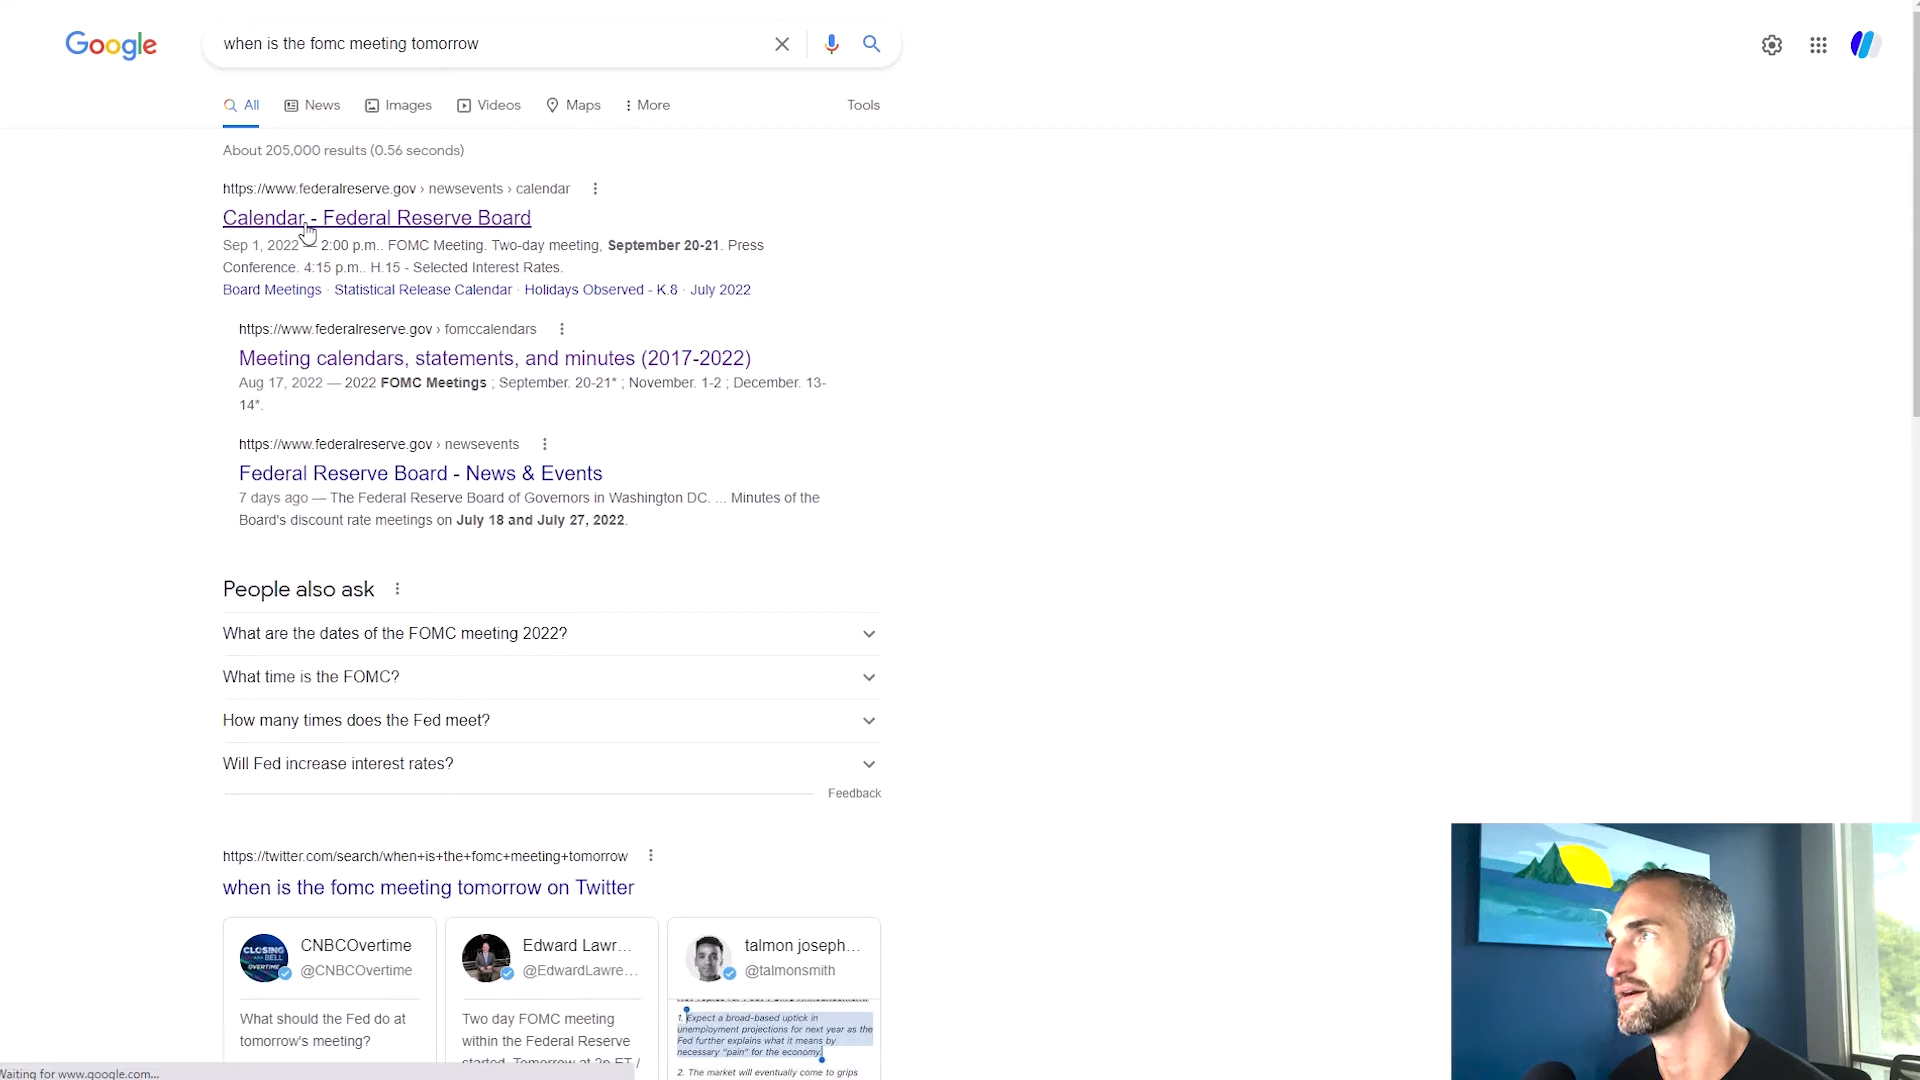 Google
when is the fomc meeting tomorrow
All
News
Images
Videos
Maps
More
Tools
About 205,000 results (0.56 seconds)
https://www.federalreserve.gov › newsevents › calendar
Calendar - Federal Reserve Board
Sep 1, 2022 — 2:00 p.m.. FOMC Meeting. Two-day meeting, September 20-21. Press
Conference. 4:15 p.m.. H.15 - Selected Interest Rates.
Board Meetings · Statistical Release Calendar · Holidays Observed - K.8 · July 2022
https://www.federalreserve.gov › fomccalendars
Meeting calendars, statements, and minutes (2017-2022)
Aug 17, 2022 — 2022 FOMC Meetings ; September. 20-21* ; November. 1-2 ; December. 13-
14*.
https://www.federalreserve.gov › newsevents
Federal Reserve Board - News & Events
7 days ago — The Federal Reserve Board of Governors in Washington DC. ... Minutes of the
Board's discount rate meetings on July 18 and July 27, 2022.
People also ask
What are the dates of the FOMC meeting 2022?
What time is the FOMC?
How many times does the Fed meet?
Will Fed increase interest rates?
Feedback
https://twitter.com/search/when+is+the+fomc+meeting+tomorrow
when is the fomc meeting tomorrow on Twitter
CLOSING
BELL
OVERTIME
CNBCOvertime
@CNBCOvertime
What should the Fed do at
tomorrow's meeting?
Edward Lawr...
@EdwardLawre...
Two day FOMC meeting
within the Federal Reserve
started. Tomorrow at 2p ET /
talmon joseph...
@talmonsmith
1. Expect a broad-based uptick in
unemployment projections for next year as the
Fed further explains what it means by
necessary "pain" for the economy.
2. The market will eventually come to grips
Waiting for www.google.com...